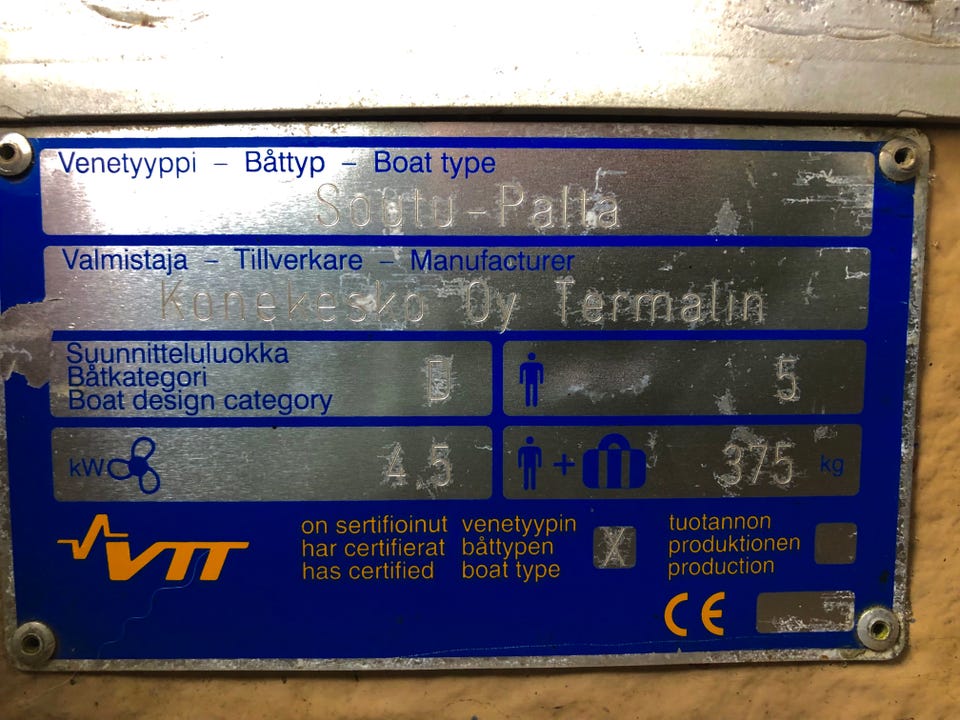 Venetyyppi – Båttyp – Boat type
Soutu-Palta
Valmistaja – Tillverkare – Manufacturer
Konekesko Oy Termalin
Suunnitteluluokka
Båtkategori
Boat design category
D
5
kW
4.5
+
375 kg
VTT
on sertifioinut
har certifierat
has certified
venetyypin
båttypen
boat type
X
tuotannon
produktionen
production
CE